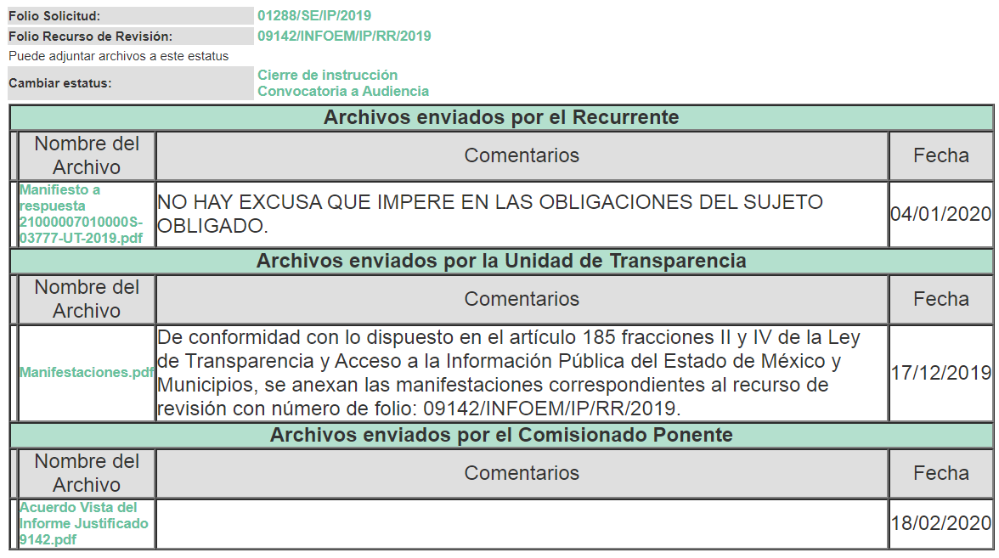 Folio Solicitud: 01288/SE/IP/2019
Folio Recurso de Revisión: 09142/INFOEM/IP/RR/2019
Puede adjuntar archivos a este estatus
Cambiar estatus:
Cierre de instrucción
Convocatoria a Audiencia
Archivos enviados por el Recurrente
Nombre del
Archivo
Comentarios
Fecha
Manifiesto a
respuesta
21000007010000S-
03777-UT-2019.pdf
NO HAY EXCUSA QUE IMPERE EN LAS OBLIGACIONES DEL SUJETO
OBLIGADO.
04/01/2020
Archivos enviados por la Unidad de Transparencia
Nombre del
Archivo
Comentarios
Fecha
Manifestaciones.pdf
De conformidad con lo dispuesto en el artículo 185 fracciones II y IV de la Ley
de Transparencia y Acceso a la Información Pública del Estado de México y
Municipios, se anexan las manifestaciones correspondientes al recurso de
revisión con número de folio: 09142/INFOEM/IP/RR/2019.
17/12/2019
Archivos enviados por el Comisionado Ponente
Nombre del
Archivo
Comentarios
Fecha
Acuerdo Vista del
Informe Justificado
9142.pdf
18/02/2020